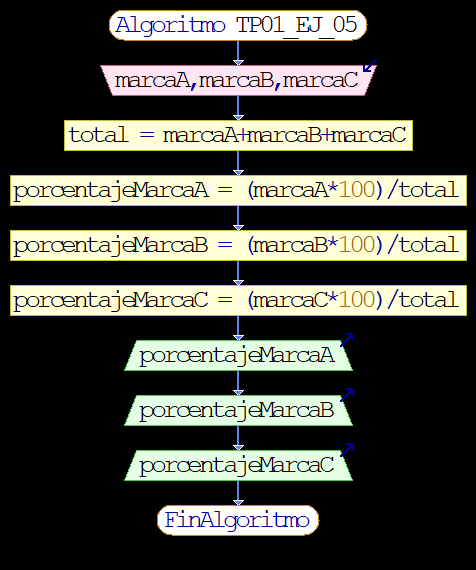 Algoritmo TP01_EJ_05
marcaA,marcaB,marcaC
total = marcaA+marcaB+marcaC
porcentajeMarcaA = (marcaA*100)/total
porcentajeMarcaB = (marcaB*100)/total
porcentajeMarcaC = (marcaC*100)/total
porcentajeMarcaA
porcentajeMarcaB
porcentajeMarcaC
FinAlgoritmo